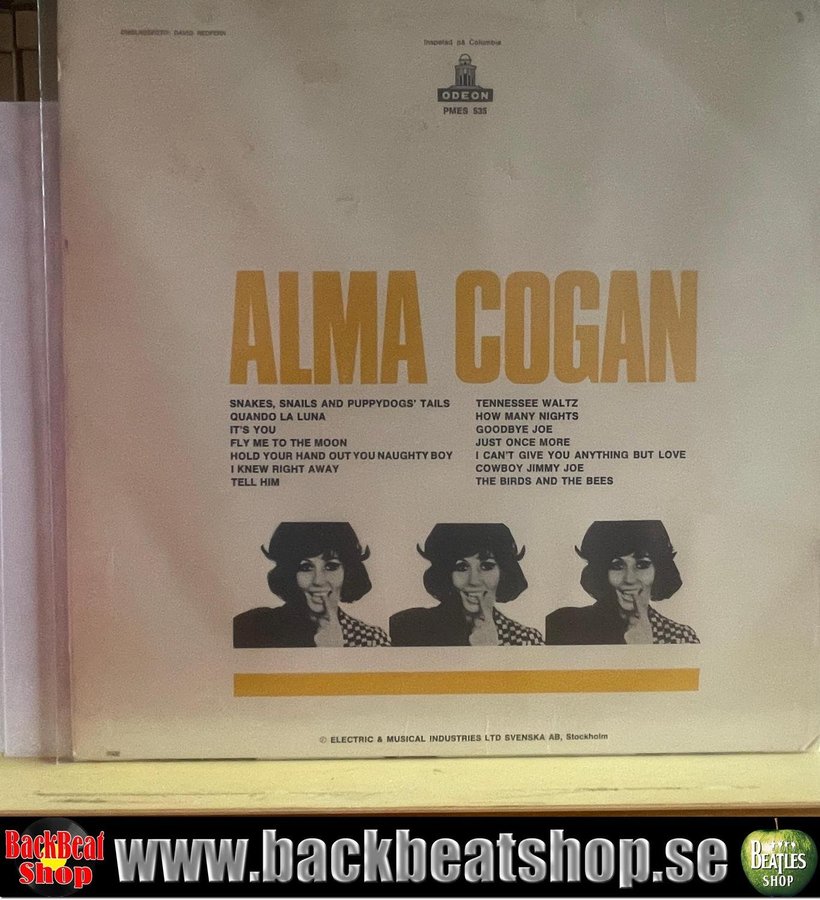 DAVID REDFERN
Inspelad på Columbia
ODEON
PMES 535
ALMA COGAN
SNAKES, SNAILS AND PUPPYDOGS' TAILS
QUANDO LA LUNA
IT'S YOU
FLY ME TO THE MOON
HOLD YOUR HAND OUT YOU NAUGHTY BOY
I KNEW RIGHT AWAY
TELL HIM
TENNESSEE WALTZ
HOW MANY NIGHTS
GOODBYE JOE
JUST ONCE MORE
I CAN'T GIVE YOU ANYTHING BUT LOVE
COWBOY JIMMY JOE
THE BIRDS AND THE BEES
℗ ELECTRIC & MUSICAL INDUSTRIES LTD SVENSKA AB, Stockholm
BackBeat
Shop
www.backbeatshop.se
BEATLES
SHOP